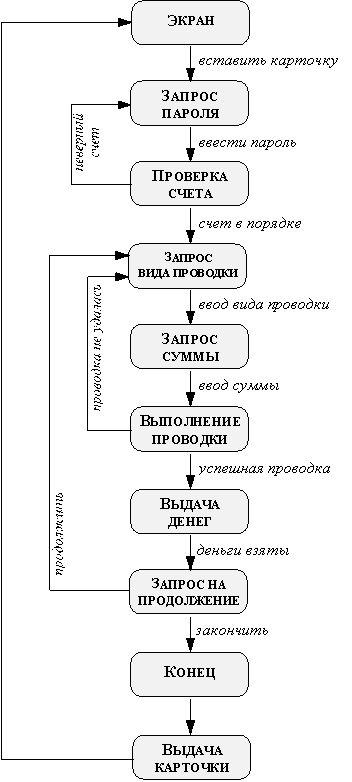 ЭКРАН
вставить карточку
ЗАПРОС
ПАРОЛЯ
неверный
счет
ввести пароль
ПРОВЕРКА
СЧЕТА
счет в порядке
ЗАПРОС
ВИДА ПРОВОДКИ
ввод вида проводки
проводка не удалась
ЗАПРОС
СУММЫ
ввод суммы
ВЫПОЛНЕНИЕ
ПРОВОДКИ
успешная проводка
ВЫДАЧА
ДЕНЕГ
продолжить
деньги взяты
ЗАПРОС НА
ПРОДОЛЖЕНИЕ
закончить
КОНЕЦ
ВЫДАЧА
КАРТОЧКИ